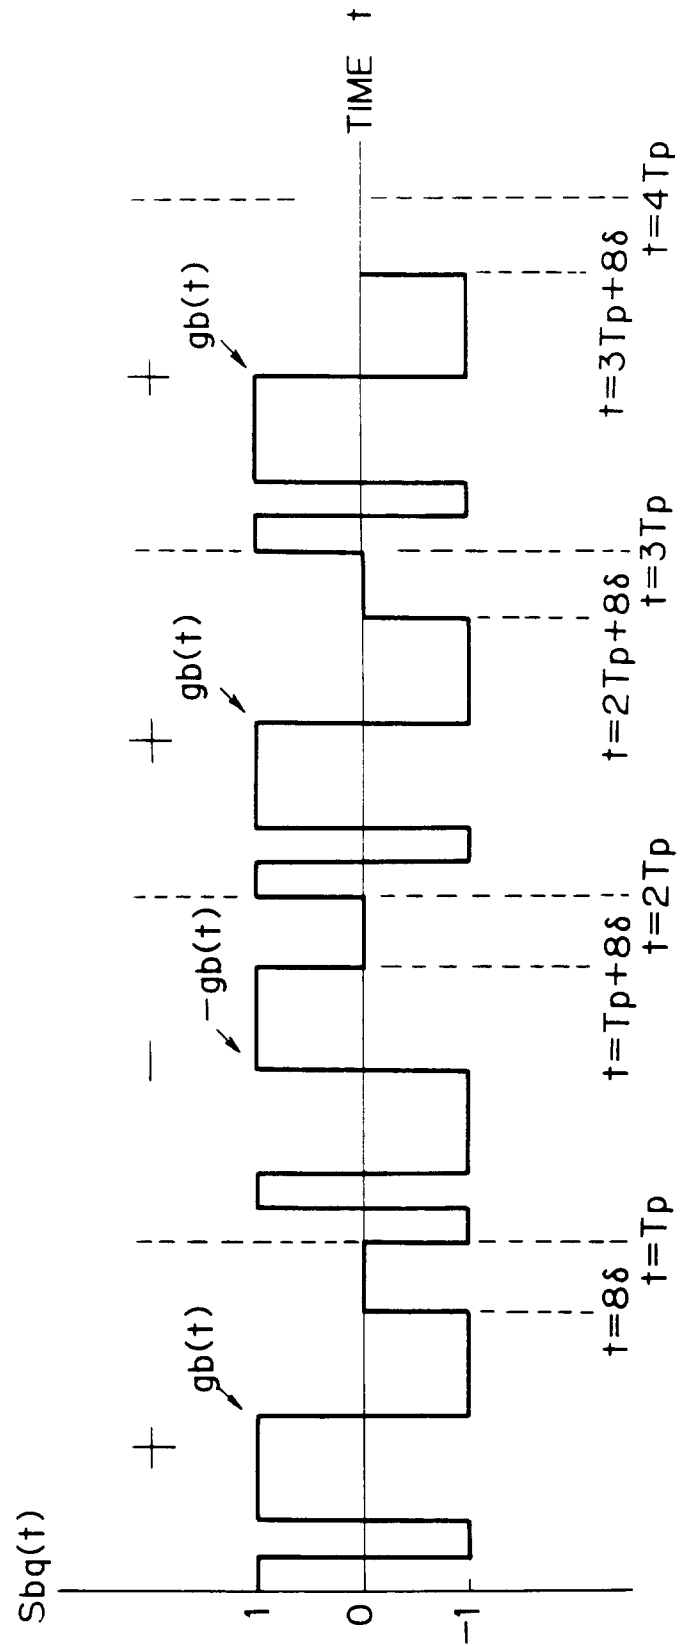 Sbq(t)
+
−
+
+
gb(t)
−gb(t)
gb(t)
gb(t)
1
0
-1
TIME t
t=8δ
t=Tp+8δ
t=2Tp+8δ
t=3Tp+8δ
t=Tp
t=2Tp
t=3Tp
t=4Tp